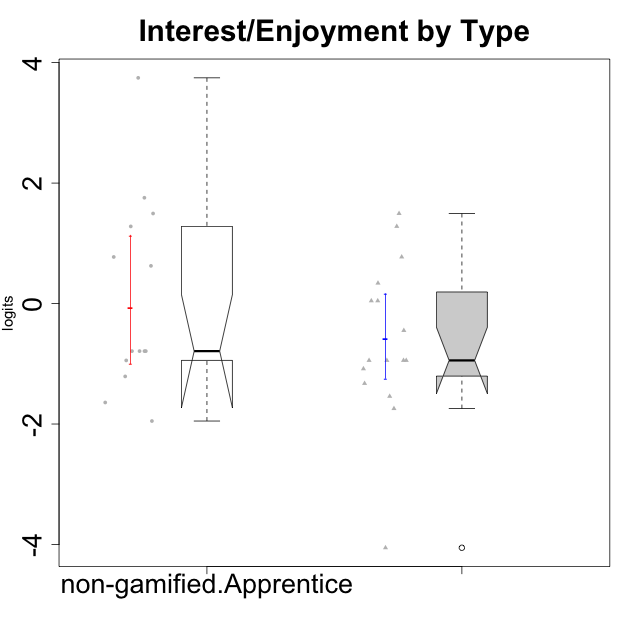 Interest/Enjoyment by Type
logits
4
2
0
-2
-4
non-gamified.Apprentice